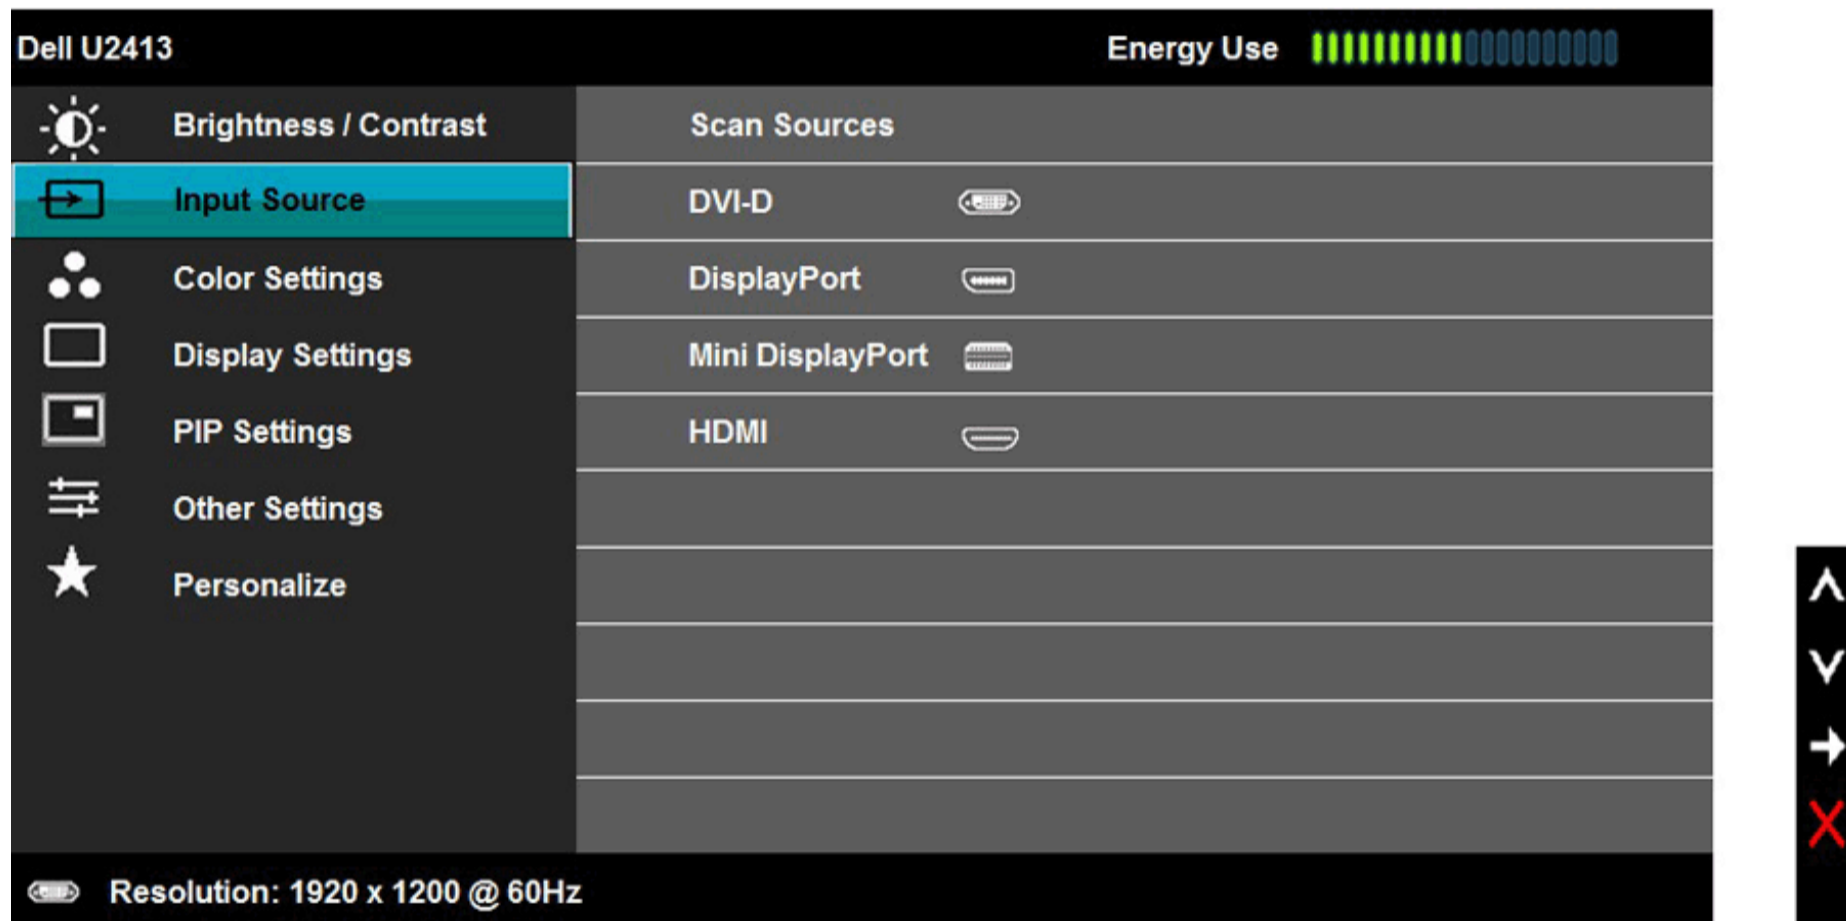 Dell U2413
Energy Use
Brightness / Contrast
Input Source
Color Settings
Display Settings
PIP Settings
Other Settings
Personalize
Scan Sources
DVI-D
DisplayPort
Mini DisplayPort
HDMI
Resolution: 1920 x 1200 @ 60Hz